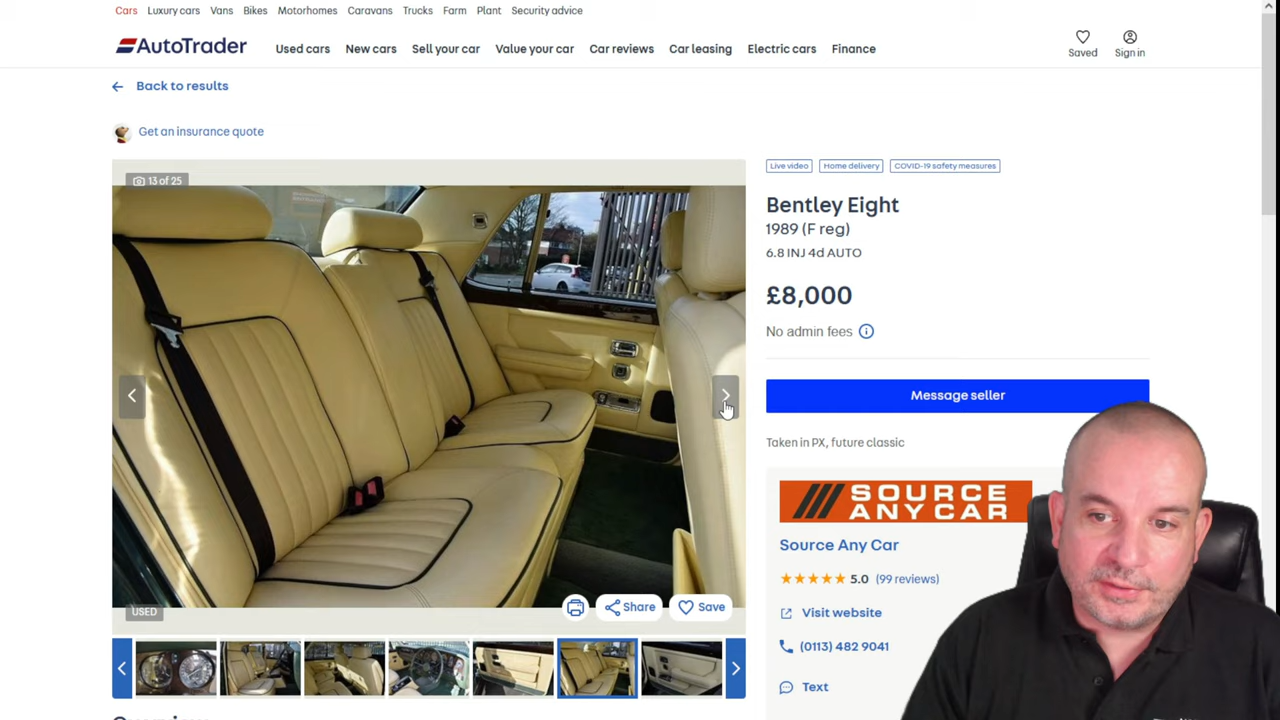 Cars Luxury cars Vans Bikes Motorhomes Caravans Trucks Farm Plant Security advice
AutoTrader Used cars New cars Sell your car Value your car Car reviews Car leasing Electric cars Finance Saved Sign in
Back to results
Get an insurance quote
13 of 25
USED
Share
Save
Live video Home delivery COVID-19 safety measures
Bentley Eight
1989 (F reg)
6.8 INJ 4d AUTO
£8,000
No admin fees
Message seller
Taken in PX, future classic
SOURCE
ANY CAR
Source Any Car
5.0 (99 reviews)
Visit website
(0113) 482 9041
Text